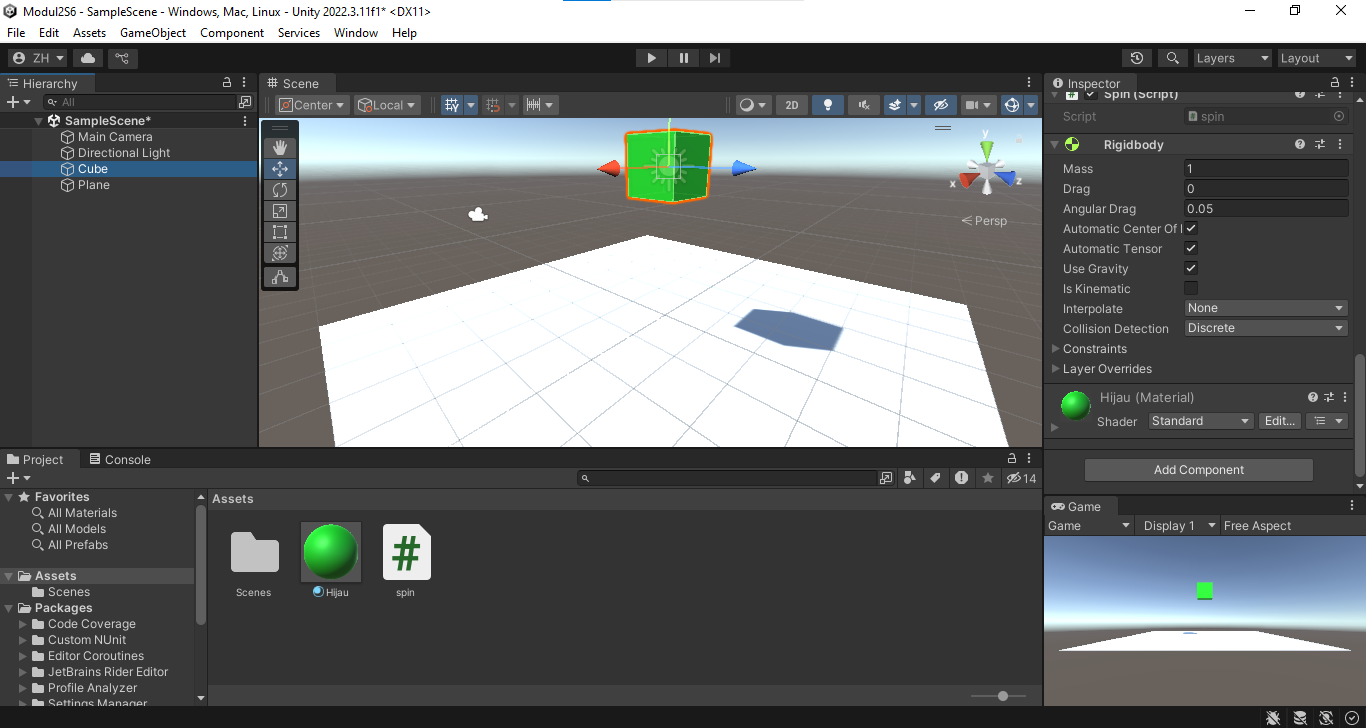 Modul2S6 - SampleScene - Windows, Mac, Linux - Unity 2022.3.11f1* <DX11>
File Edit Assets GameObject Component Services Window Help
ZH
Layers Layout
Hierarchy
All
SampleScene*
Main Camera
Directional Light
Cube
Plane
Scene
Center Local 2D
y
x z
Persp
Inspector
Spin (Script)
Script spin
Rigidbody
Mass 1
Drag 0
Angular Drag 0.05
Automatic Center Of
Automatic Tensor
Use Gravity
Is Kinematic
Interpolate None
Collision Detection Discrete
Constraints
Layer Overrides
Hijau (Material)
Shader Standard Edit...
Add Component
Project Console
14
Favorites
All Materials
All Models
All Prefabs
Assets
Scenes
Packages
Code Coverage
Custom NUnit
Editor Coroutines
JetBrains Rider Editor
Profile Analyzer
Settings Manager
Assets
Scenes Hijau spin
#
Game
Game Display 1 Free Aspect